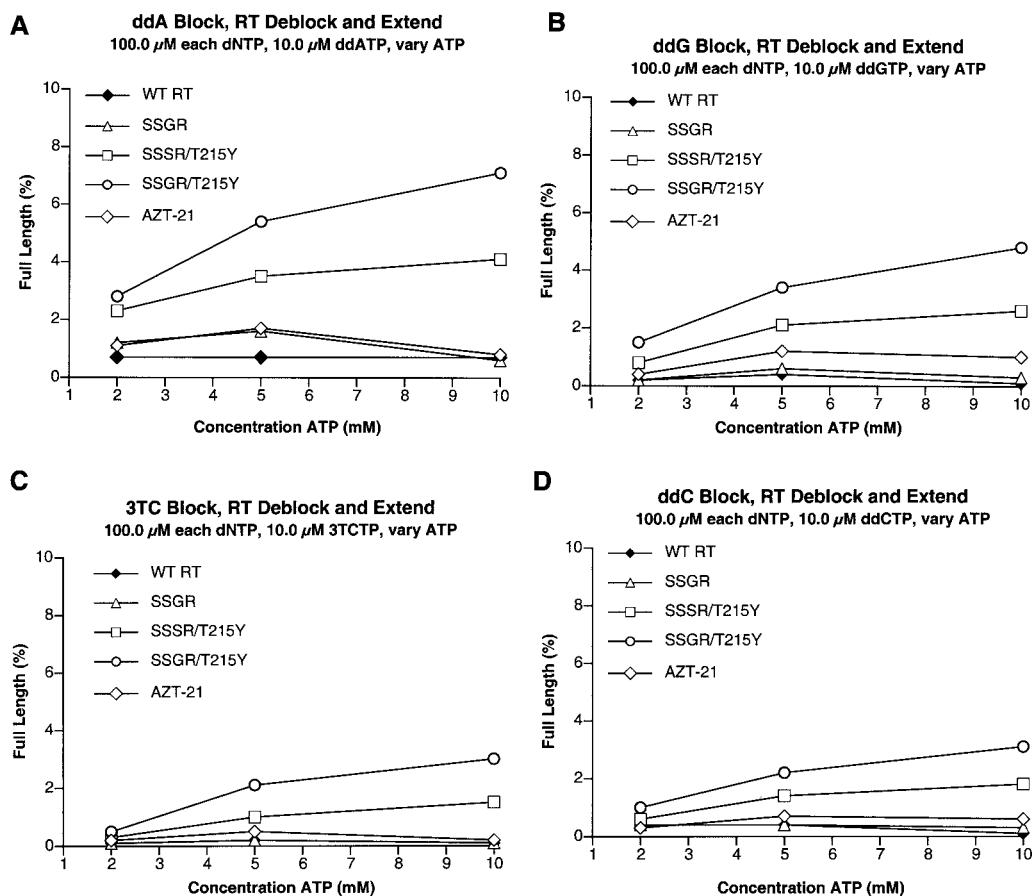 A
ddA Block, RT Deblock and Extend
100.0 µM each dNTP, 10.0 µM ddATP, vary ATP
Full Length (%)
10
8
6
4
2
0
WT RT
SSGR
SSSR/T215Y
SSGR/T215Y
AZT-21
1 2 3 4 5 6 7 8 9 10
Concentration ATP (mM)
B
ddG Block, RT Deblock and Extend
100.0 µM each dNTP, 10.0 µM ddGTP, vary ATP
Full Length (%)
10
8
6
4
2
0
WT RT
SSGR
SSSR/T215Y
SSGR/T215Y
AZT-21
1 2 3 4 5 6 7 8 9 10
Concentration ATP (mM)
C
3TC Block, RT Deblock and Extend
100.0 µM each dNTP, 10.0 µM 3TCTP, vary ATP
Full Length (%)
10
8
6
4
2
0
WT RT
SSGR
SSSR/T215Y
SSGR/T215Y
AZT-21
1 2 3 4 5 6 7 8 9 10
Concentration ATP (mM)
D
ddC Block, RT Deblock and Extend
100.0 µM each dNTP, 10.0 µM ddCTP, vary ATP
Full Length (%)
10
8
6
4
2
0
WT RT
SSGR
SSSR/T215Y
SSGR/T215Y
AZT-21
1 2 3 4 5 6 7 8 9 10
Concentration ATP (mM)